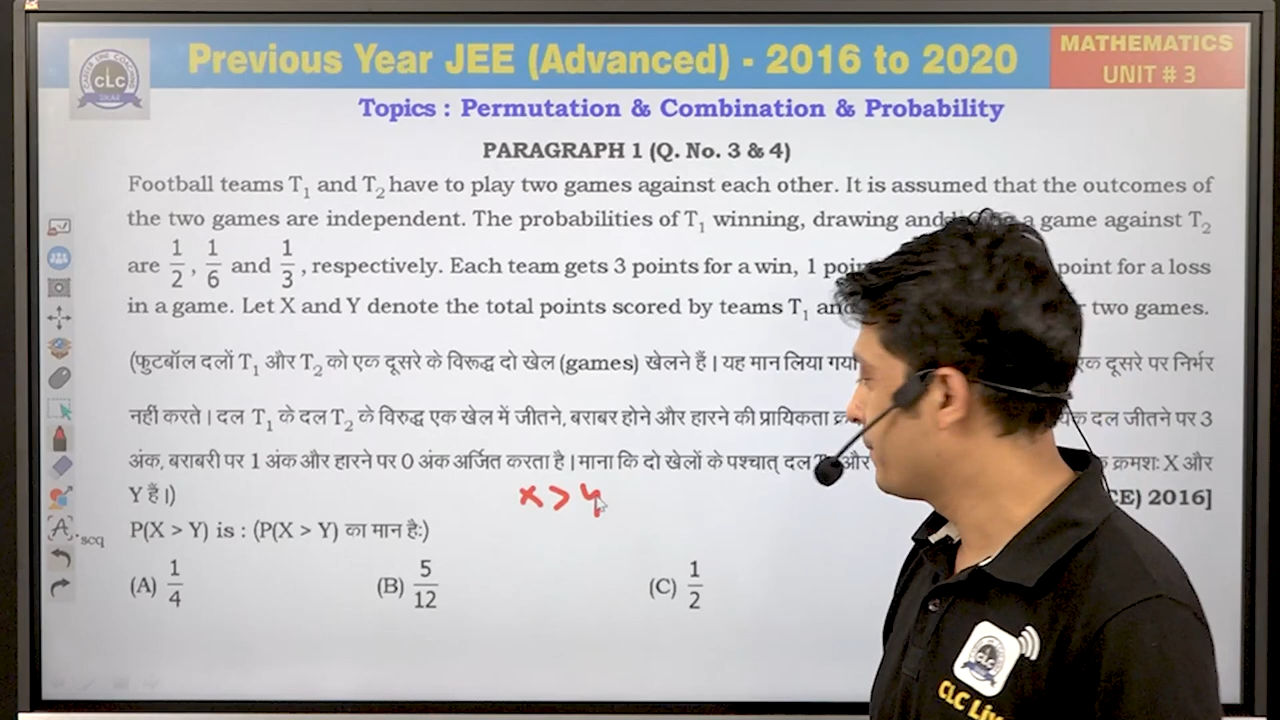 Previous Year JEE (Advanced) - 2016 to 2020
MATHEMATICS
UNIT # 3
CLC
Topics : Permutation & Combination & Probability
PARAGRAPH 1 (Q. No. 3 & 4)
Football teams T₁ and T₂ have to play two games against each other. It is assumed that the outcomes of
the two games are independent. The probabilities of T₁ winning, drawing and a game against T₂
are 1/2, 1/6 and 1/3, respectively. Each team gets 3 points for a win, 1 point for a loss
in a game. Let X and Y denote the total points scored by teams T₁ and two games.
(फुटबॉल दलों T₁ और T₂ को एक दूसरे के विरूद्ध दो खेल (games) खेलने हैं। यह मान लिया गया एक दूसरे पर निर्भर
नहीं करते। दल T₁ के दल T₂ के विरुद्ध एक खेल में जीतने, बराबर होने और हारने की प्रायिकता दल जीतने पर 3
अंक, बराबरी पर 1 अंक और हारने पर 0 अंक अर्जित करता है। माना कि दो खेलों के पश्चात् दल और क्रमशः X और
Y हैं।)
x > y
2016]
scq
P(X > Y) is : (P(X > Y) का मान है:)
(A) 1/4 (B) 5/12 (C) 1/2
CLC
CLC Liv